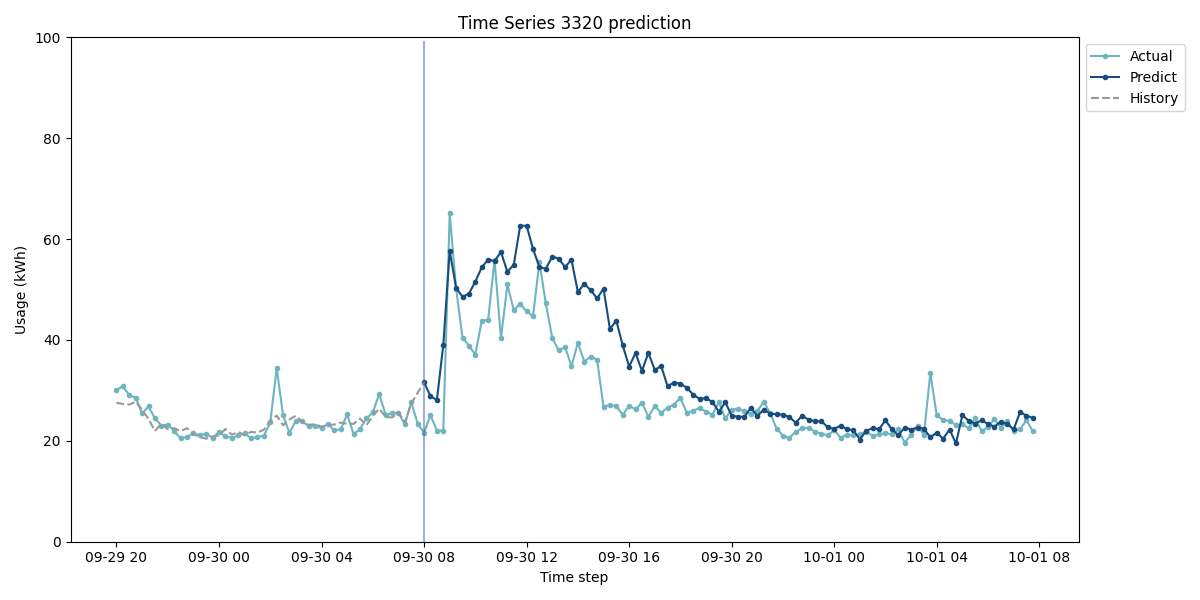 Time Series 3320 prediction
100
80
60
40
20
0
Usage (kWh)
09-29 20
09-30 00
09-30 04
09-30 08
09-30 12
09-30 16
09-30 20
10-01 00
10-01 04
10-01 08
Time step
Actual
Predict
History